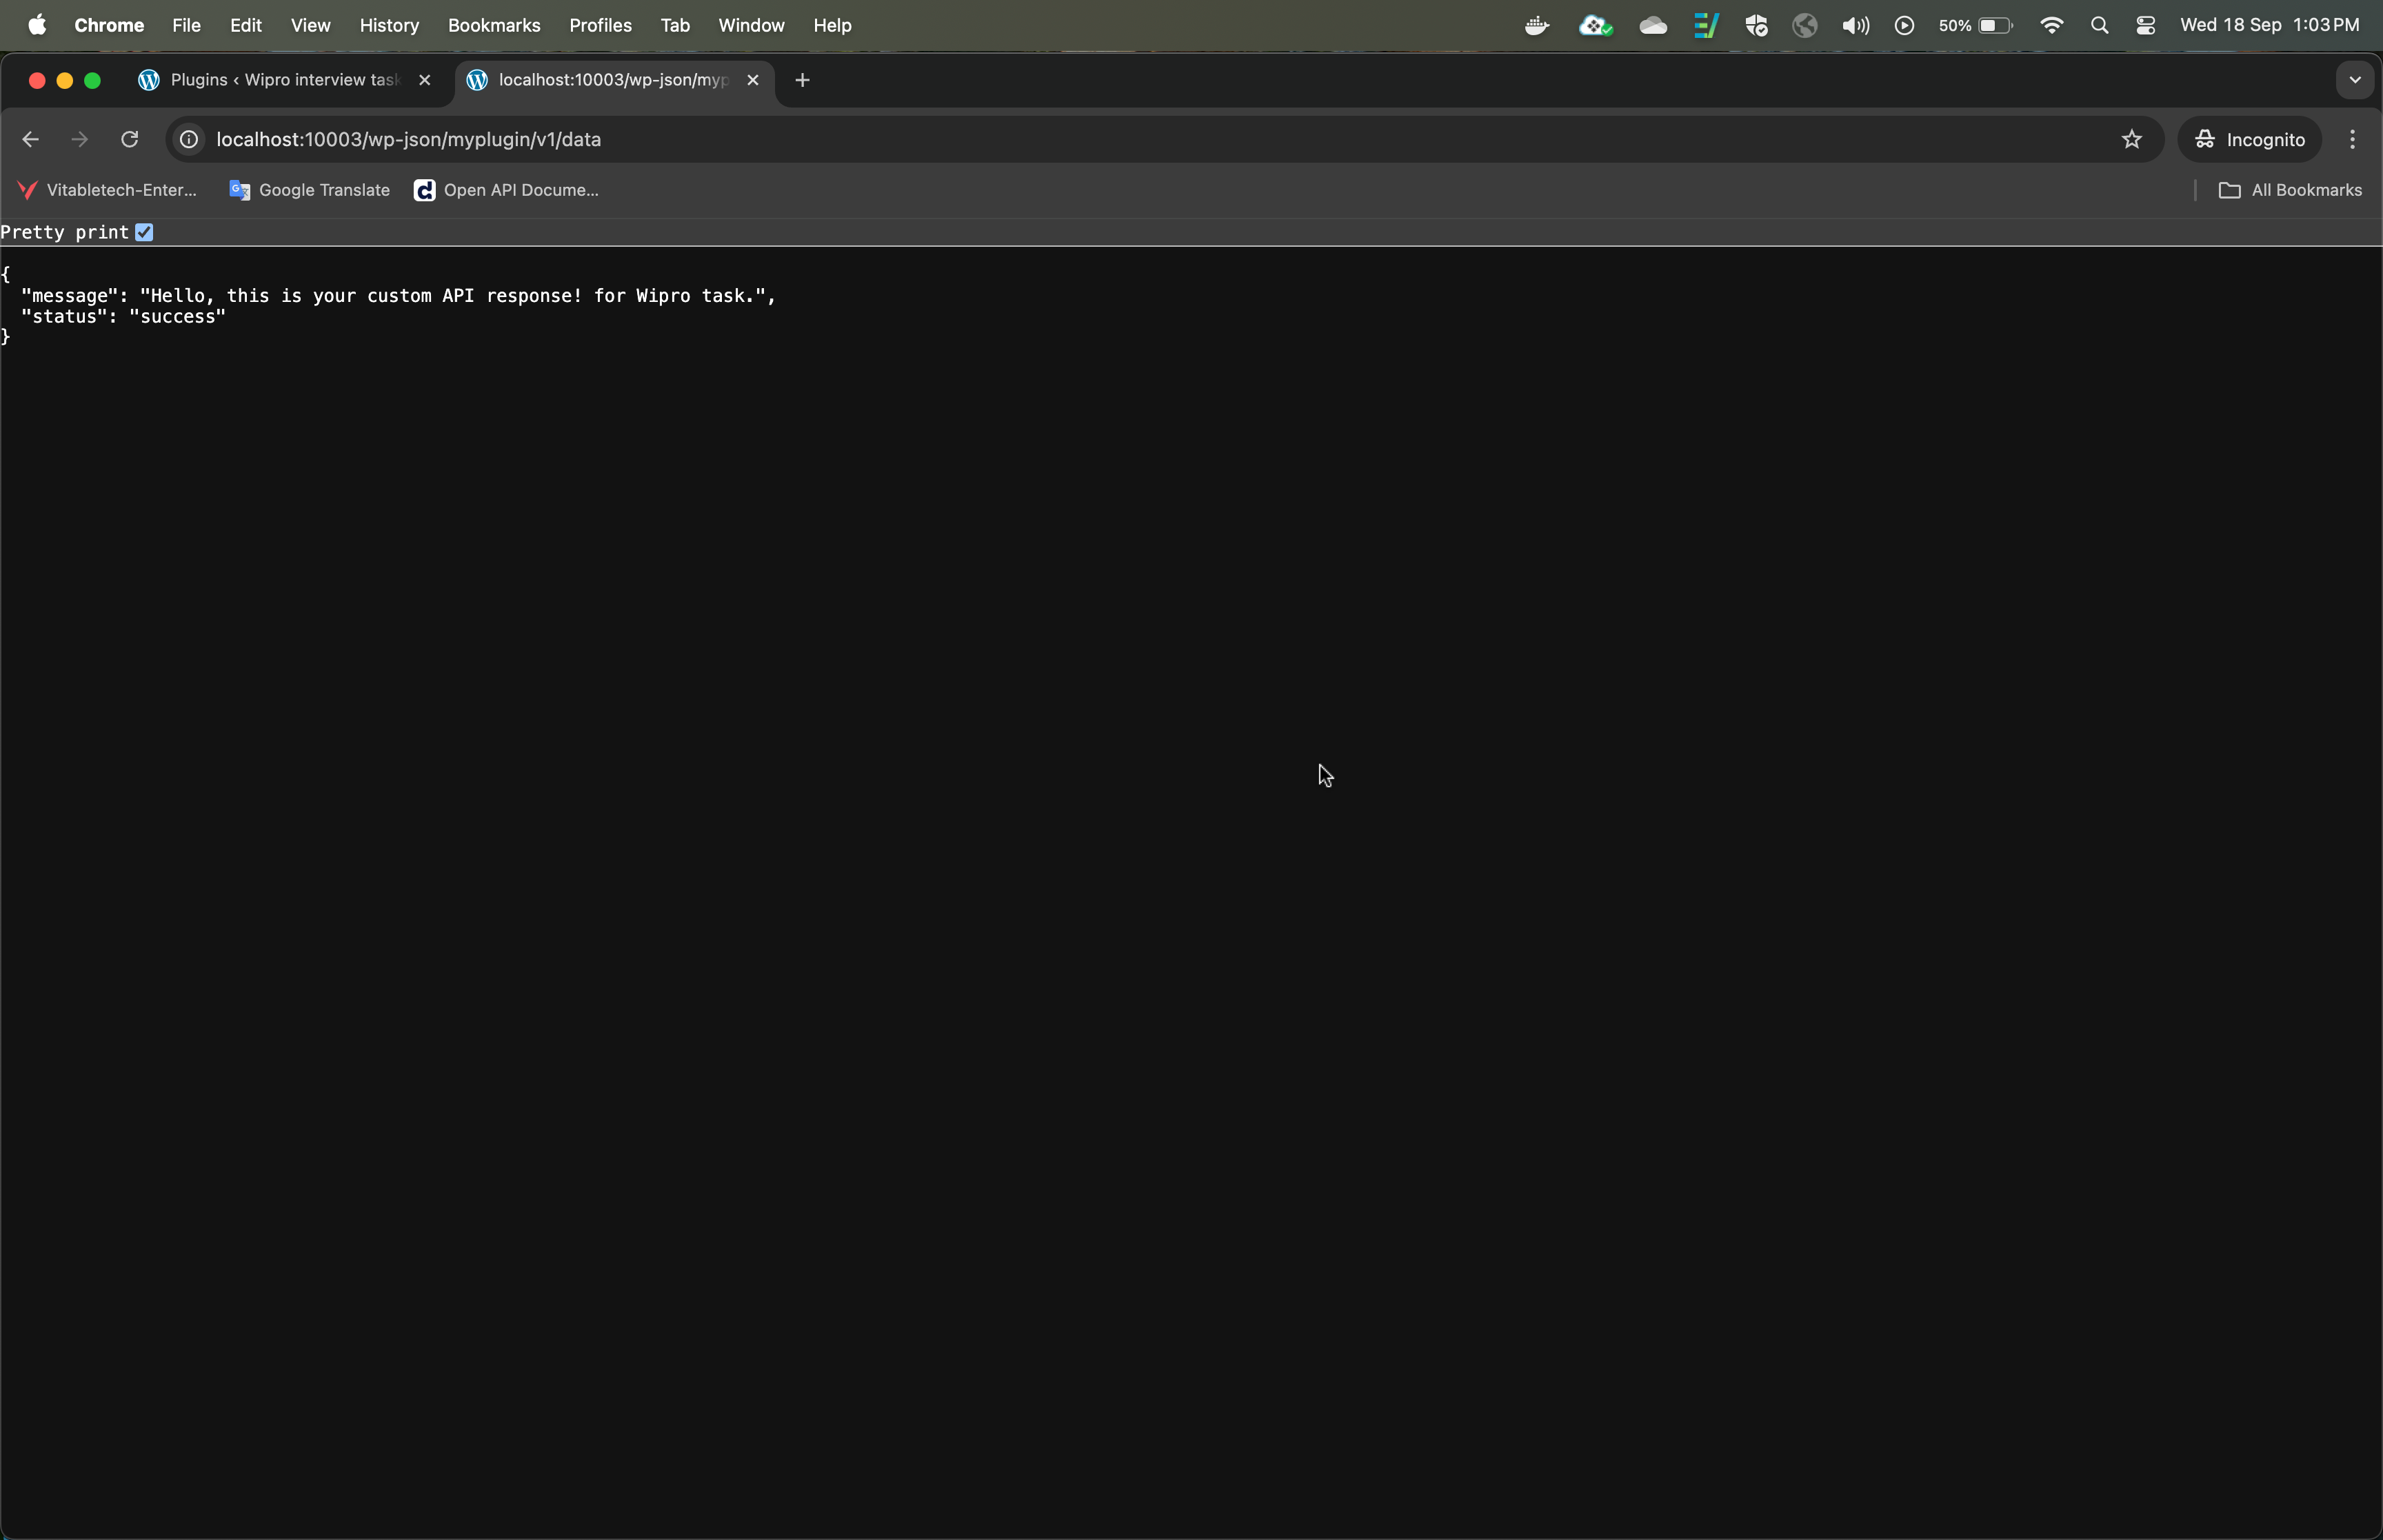 Chrome File Edit View History Bookmarks Profiles Tab Window Help 50% Wed 18 Sep 1:03 PM
Plugins ‹ Wipro interview task localhost:10003/wp-json/myp
localhost:10003/wp-json/myplugin/v1/data Incognito
Vitabletech-Enter... Google Translate Open API Docume... All Bookmarks
Pretty print
{
"message": "Hello, this is your custom API response! for Wipro task.",
"status": "success"
}